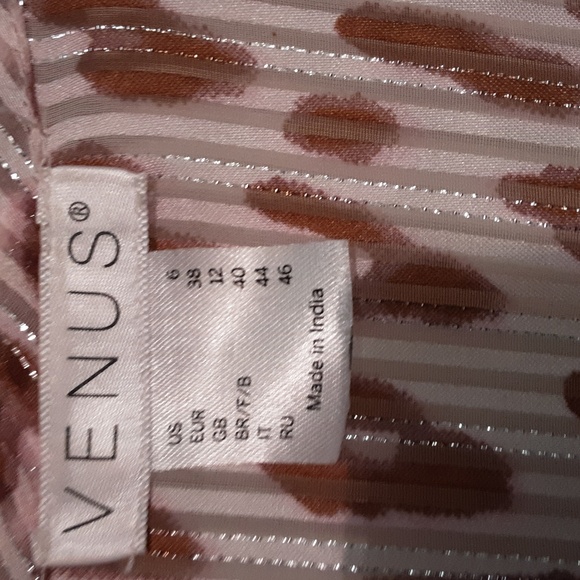 VENUS®
US 6
EUR 38
GB 12
BR/F/B 40
IT 44
RU 46
Made in India